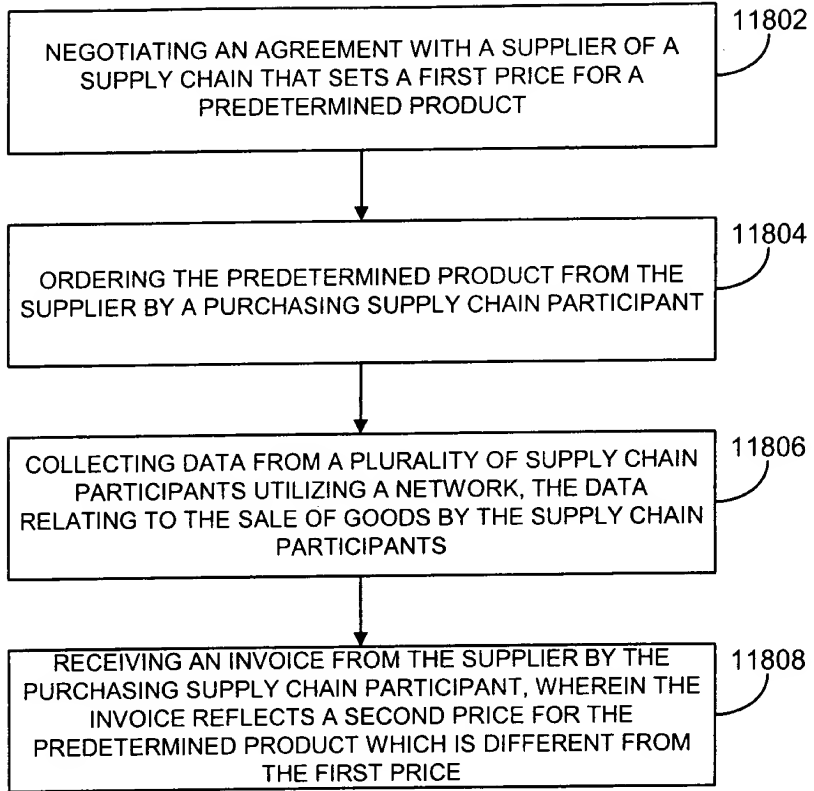 11802
NEGOTIATING AN AGREEMENT WITH A SUPPLIER OF A
SUPPLY CHAIN THAT SETS A FIRST PRICE FOR A
PREDETERMINED PRODUCT
11804
ORDERING THE PREDETERMINED PRODUCT FROM THE
SUPPLIER BY A PURCHASING SUPPLY CHAIN PARTICIPANT
11806
COLLECTING DATA FROM A PLURALITY OF SUPPLY CHAIN
PARTICIPANTS UTILIZING A NETWORK, THE DATA
RELATING TO THE SALE OF GOODS BY THE SUPPLY CHAIN
PARTICIPANTS
11808
RECEIVING AN INVOICE FROM THE SUPPLIER BY THE
PURCHASING SUPPLY CHAIN PARTICIPANT, WHEREIN THE
INVOICE REFLECTS A SECOND PRICE FOR THE
PREDETERMINED PRODUCT WHICH IS DIFFERENT FROM
THE FIRST PRICE